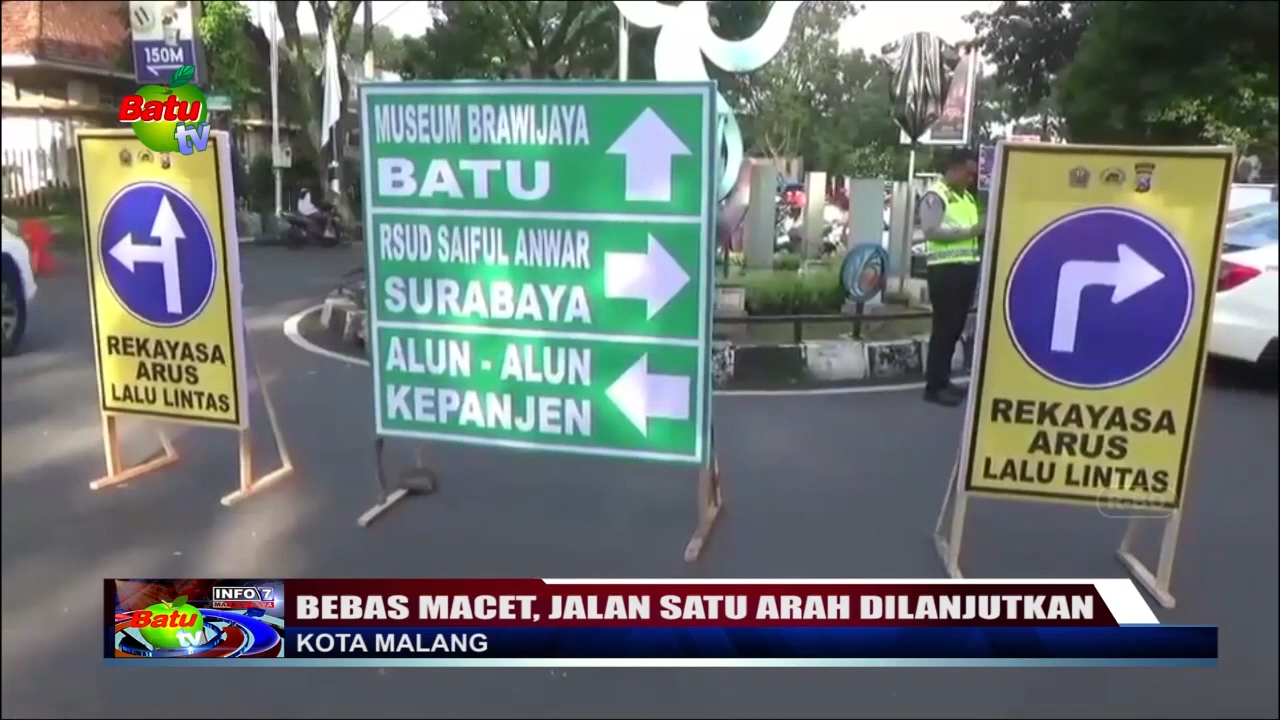 150M
Batu
tv
MUSEUM BRAWIJAYA
BATU
RSUD SAIFUL ANWAR
SURABAYA
ALUN - ALUN
KEPANJEN
REKAYASA
ARUS
LALU LINTAS
REKAYASA
ARUS
LALU LINTAS
INFO 7
Batu
tv
BEBAS MACET, JALAN SATU ARAH DILANJUTKAN
KOTA MALANG